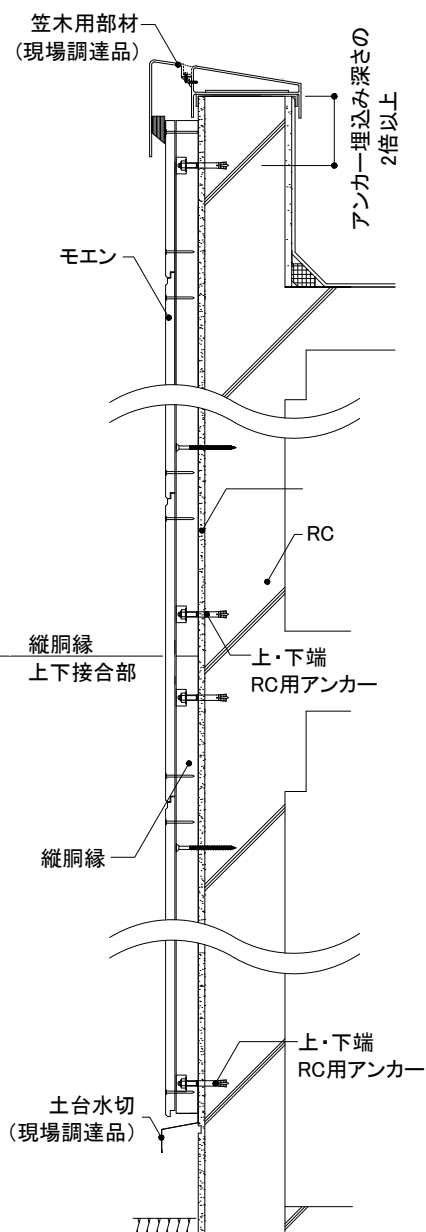 笠木用部材
(現場調達品)
アンカー埋込み深さの
2倍以上
モエン
RC
縦胴縁
上下接合部
上・下端
RC用アンカー
縦胴縁
上・下端
RC用アンカー
土台水切
(現場調達品)